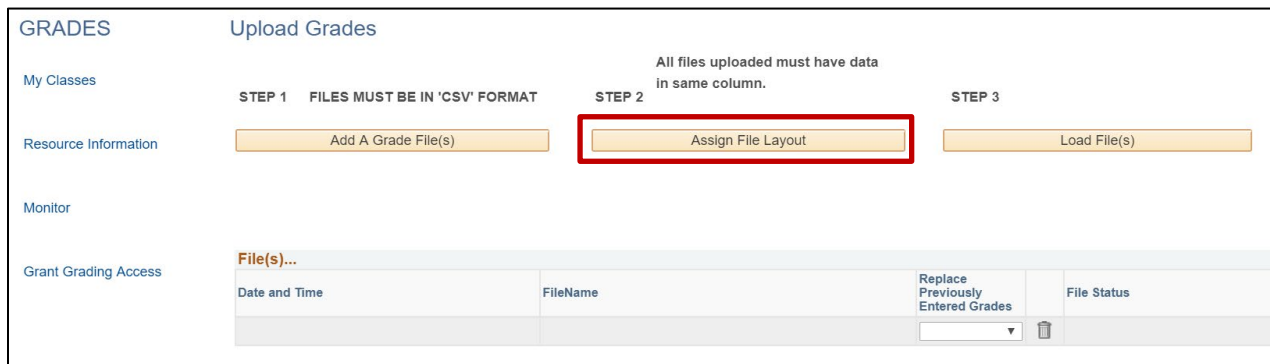 GRADES
Upload Grades
My Classes
Resource Information
Monitor
Grant Grading Access
All files uploaded must have data
in same column.
STEP 1 FILES MUST BE IN 'CSV' FORMAT
STEP 2
STEP 3
Add A Grade File(s)
Assign File Layout
Load File(s)
File(s)...
Date and Time
FileName
Replace
Previously
Entered Grades
File Status